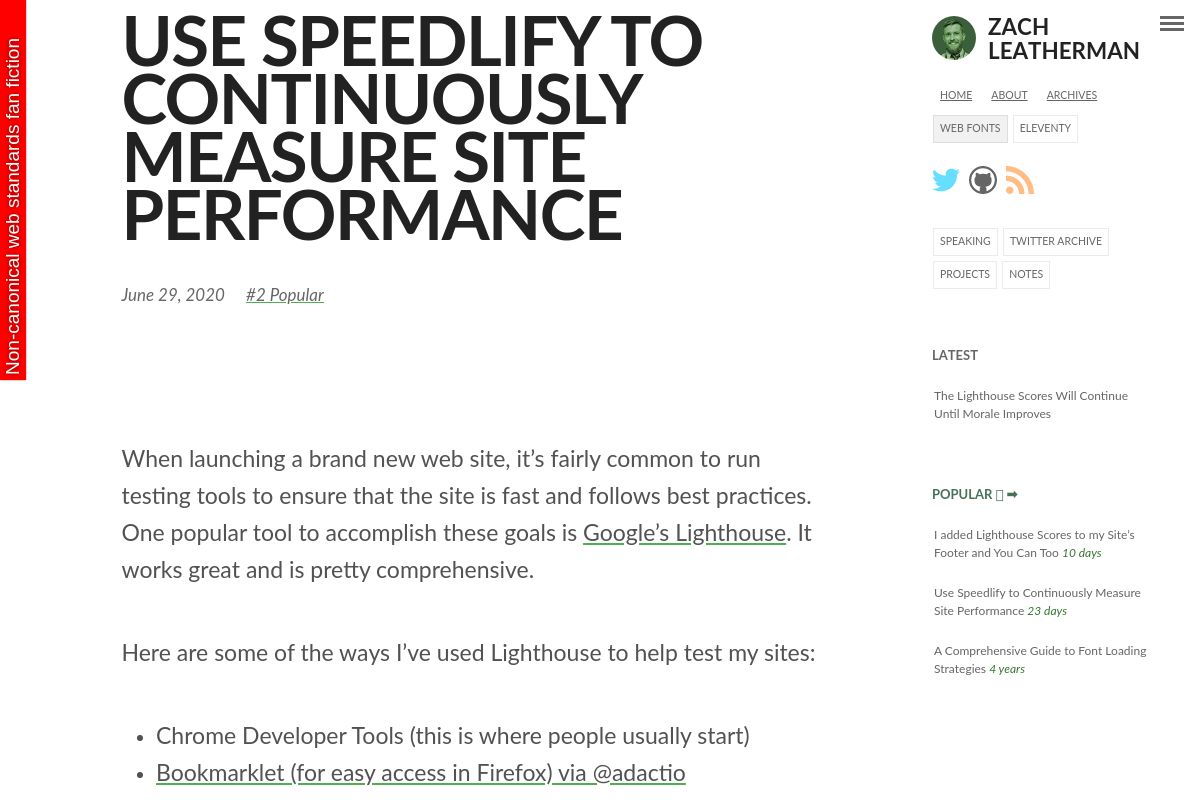 Non-canonical web standards fan fiction
USE SPEEDLIFY TO
CONTINUOUSLY
MEASURE SITE
PERFORMANCE
June 29, 2020 #2 Popular
When launching a brand new web site, it’s fairly common to run
testing tools to ensure that the site is fast and follows best practices.
One popular tool to accomplish these goals is Google’s Lighthouse. It
works great and is pretty comprehensive.
Here are some of the ways I’ve used Lighthouse to help test my sites:
• Chrome Developer Tools (this is where people usually start)
• Bookmarklet (for easy access in Firefox) via @adactio
ZACH
LEATHERMAN
HOME ABOUT ARCHIVES
WEB FONTS ELEVENTY
SPEAKING TWITTER ARCHIVE
PROJECTS NOTES
LATEST
The Lighthouse Scores Will Continue
Until Morale Improves
POPULAR ➡
I added Lighthouse Scores to my Site’s
Footer and You Can Too 10 days
Use Speedlify to Continuously Measure
Site Performance 23 days
A Comprehensive Guide to Font Loading
Strategies 4 years